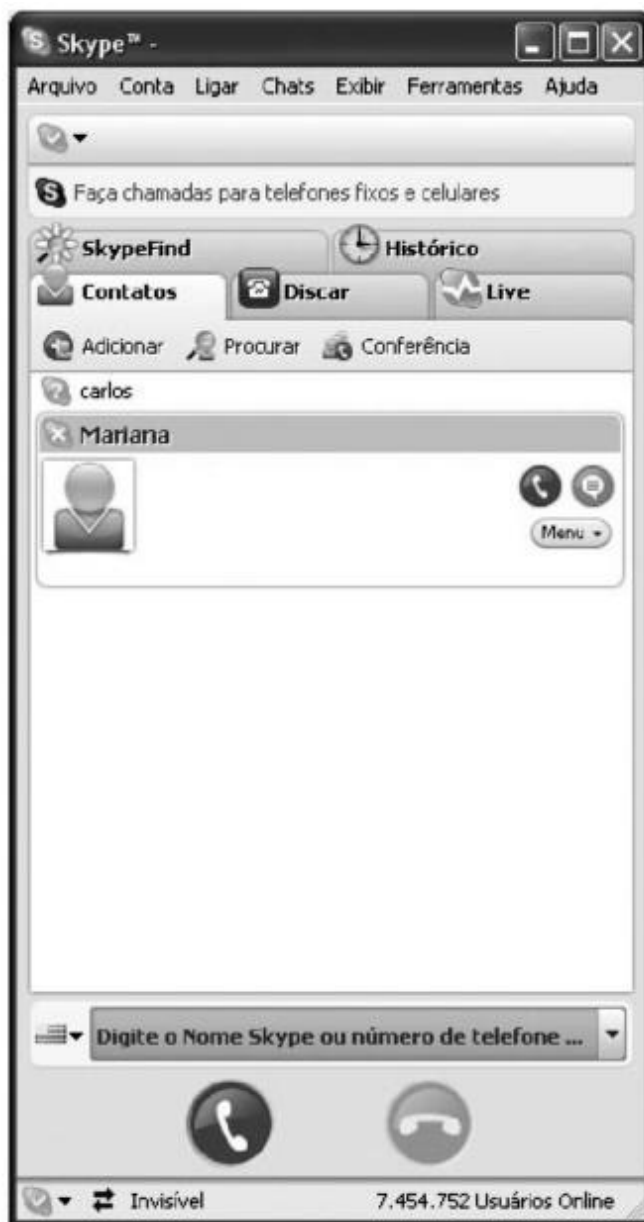 Skype™ -
Arquivo Conta Ligar Chats Exibir Ferramentas Ajuda
Faça chamadas para telefones fixos e celulares
SkypeFind Histórico
Contatos Discar Live
Adicionar Procurar Conferência
carlos
Mariana
Menu
Digite o Nome Skype ou número de telefone ...
Invisível 7.454.752 Usuários Online